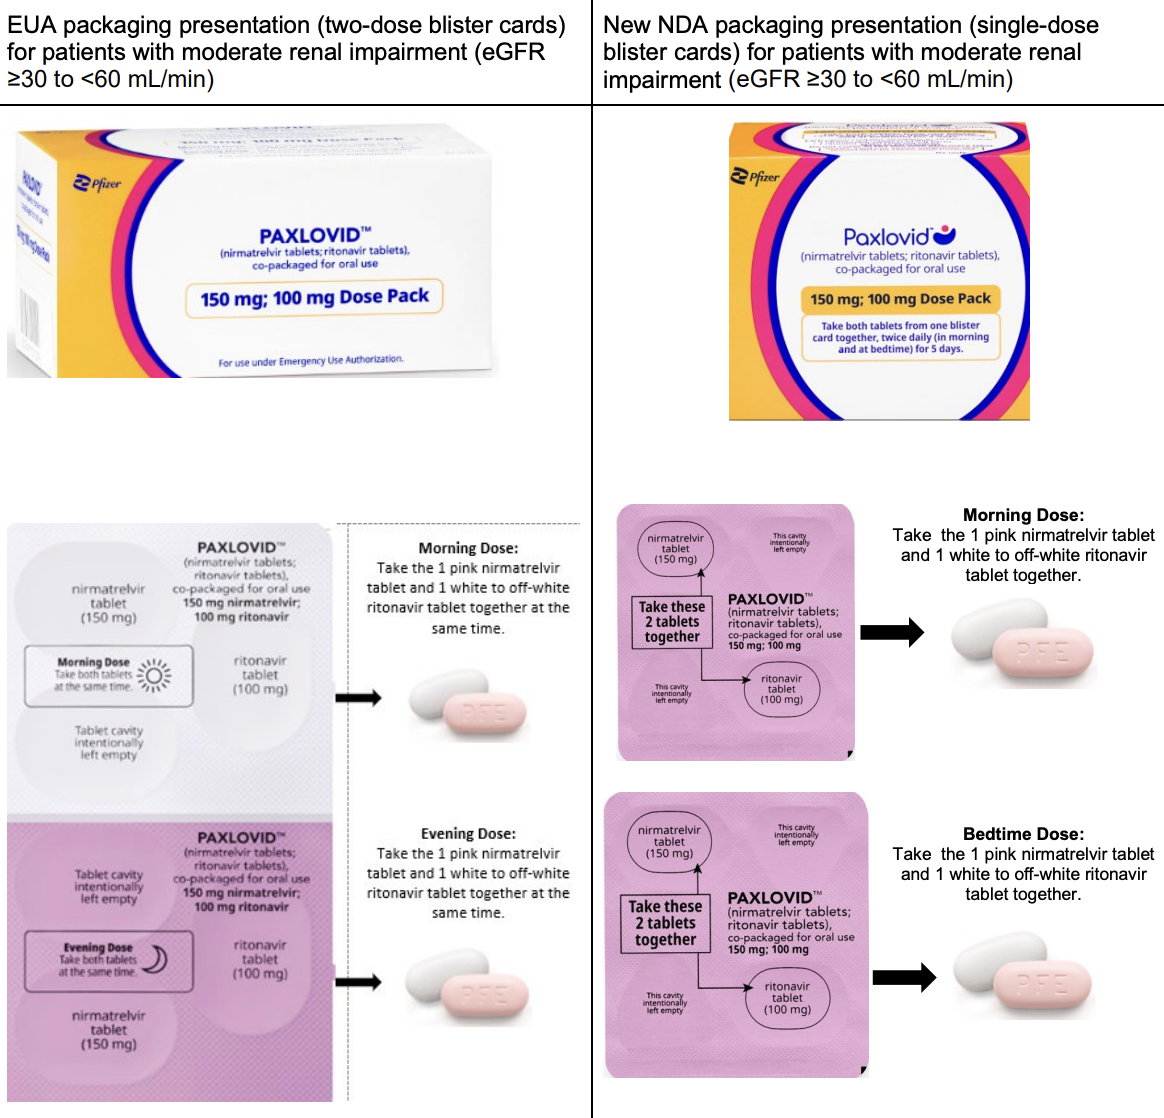 EUA packaging presentation (two-dose blister cards)
for patients with moderate renal impairment (eGFR
≥30 to <60 mL/min)
PAXLOVID
150 mg; 100 mg Dose Pack
Pfizer
PAXLOVID™
(nirmatrelvir tablets; ritonavir tablets),
co-packaged for oral use
150 mg; 100 mg Dose Pack
For use under Emergency Use Authorization.
PAXLOVID™
(nirmatrelvir tablets;
ritonavir tablets),
co-packaged for oral use
150 mg nirmatrelvir;
100 mg ritonavir
nirmatrelvir
tablet
(150 mg)
Morning Dose
Take both tablets
at the same time.
ritonavir
tablet
(100 mg)
Tablet cavity
intentionally
left empty
Morning Dose:
Take the 1 pink nirmatrelvir
tablet and 1 white to off-white
ritonavir tablet together at the
same time.
PFE
PAXLOVID™
(nirmatrelvir tablets;
ritonavir tablets),
co-packaged for oral use
150 mg nirmatrelvir;
100 mg ritonavir
Tablet cavity
intentionally
left empty
Evening Dose
Take both tablets
at the same time.
ritonavir
tablet
(100 mg)
nirmatrelvir
tablet
(150 mg)
Evening Dose:
Take the 1 pink nirmatrelvir
tablet and 1 white to off-white
ritonavir tablet together at the
same time.
PFE
New NDA packaging presentation (single-dose
blister cards) for patients with moderate renal
impairment (eGFR ≥30 to <60 mL/min)
Pfizer
Paxlovid™
(nirmatrelvir tablets; ritonavir tablets),
co-packaged for oral use
150 mg; 100 mg Dose Pack
Take both tablets from one blister
card together, twice daily (in morning
and at bedtime) for 5 days.
nirmatrelvir
tablet
(150 mg)
This cavity
intentionally
left empty
Take these
2 tablets
together
PAXLOVID™
(nirmatrelvir tablets;
ritonavir tablets),
co-packaged for oral use
150 mg; 100 mg
This cavity
intentionally
left empty
ritonavir
tablet
(100 mg)
Morning Dose:
Take the 1 pink nirmatrelvir tablet
and 1 white to off-white ritonavir
tablet together.
PFE
nirmatrelvir
tablet
(150 mg)
This cavity
intentionally
left empty
Take these
2 tablets
together
PAXLOVID™
(nirmatrelvir tablets;
ritonavir tablets),
co-packaged for oral use
150 mg; 100 mg
This cavity
intentionally
left empty
ritonavir
tablet
(100 mg)
Bedtime Dose:
Take the 1 pink nirmatrelvir tablet
and 1 white to off-white ritonavir
tablet together.
PFE